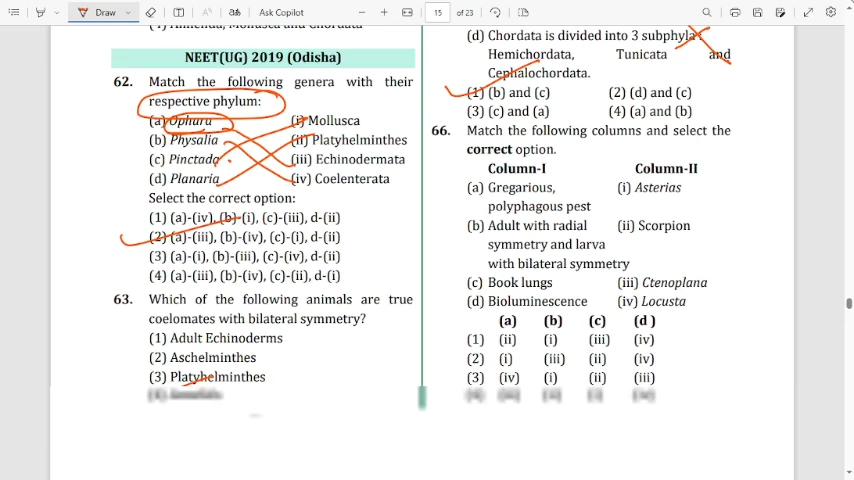 Draw
Ask Copilot
15 of 23
NEET(UG) 2019 (Odisha)
62. Match the following genera with their
respective phylum:
(a) Ophara (i) Mollusca
(b) Physalia (ii) Platyhelminthes
(c) Pinctada (iii) Echinodermata
(d) Planaria (iv) Coelenterata
Select the correct option:
(1) (a)-(iv), (b)-(i), (c)-(iii), d-(ii)
(2) (a)-(iii), (b)-(iv), (c)-(i), d-(ii)
(3) (a)-(i), (b)-(iii), (c)-(iv), d-(ii)
(4) (a)-(iii), (b)-(iv), (c)-(ii), d-(i)
63. Which of the following animals are true
coelomates with bilateral symmetry?
(1) Adult Echinoderms
(2) Aschelminthes
(3) Platyhelminthes
(d) Chordata is divided into 3 subphyla :
Hemichordata, Tunicata and
Cephalochordata.
(1) (b) and (c) (2) (d) and (c)
(3) (c) and (a) (4) (a) and (b)
66. Match the following columns and select the
correct option.
Column-I Column-II
(a) Gregarious, (i) Asterias
polyphagous pest
(b) Adult with radial (ii) Scorpion
symmetry and larva
with bilateral symmetry
(c) Book lungs (iii) Ctenoplana
(d) Bioluminescence (iv) Locusta
(a) (b) (c) (d )
(1) (ii) (i) (iii) (iv)
(2) (i) (iii) (ii) (iv)
(3) (iv) (i) (ii) (iii)